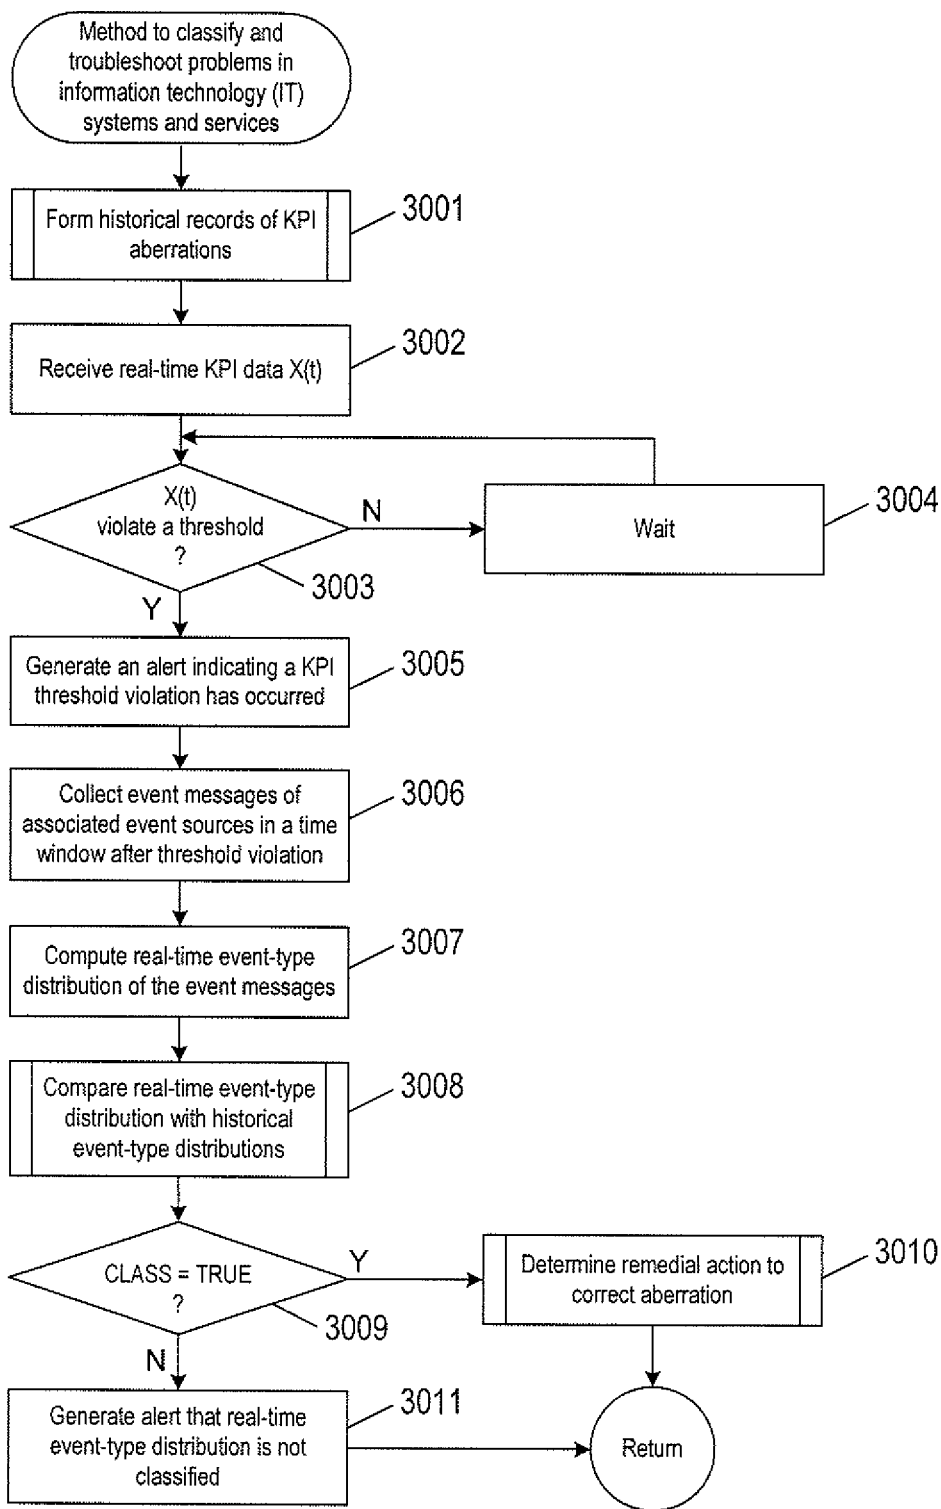 Method to classify and
troubleshoot problems in
information technology (IT)
systems and services
Form historical records of KPI
aberrations
3001
Receive real-time KPI data X(t)
3002
X(t)
violate a threshold
?
3003
N
Wait
3004
Y
Generate an alert indicating a KPI
threshold violation has occurred
3005
Collect event messages of
associated event sources in a time
window after threshold violation
3006
Compute real-time event-type
distribution of the event messages
3007
Compare real-time event-type
distribution with historical
event-type distributions
3008
CLASS = TRUE
?
3009
Y
Determine remedial action to
correct aberration
3010
N
Generate alert that real-time
event-type distribution is not
classified
3011
Return